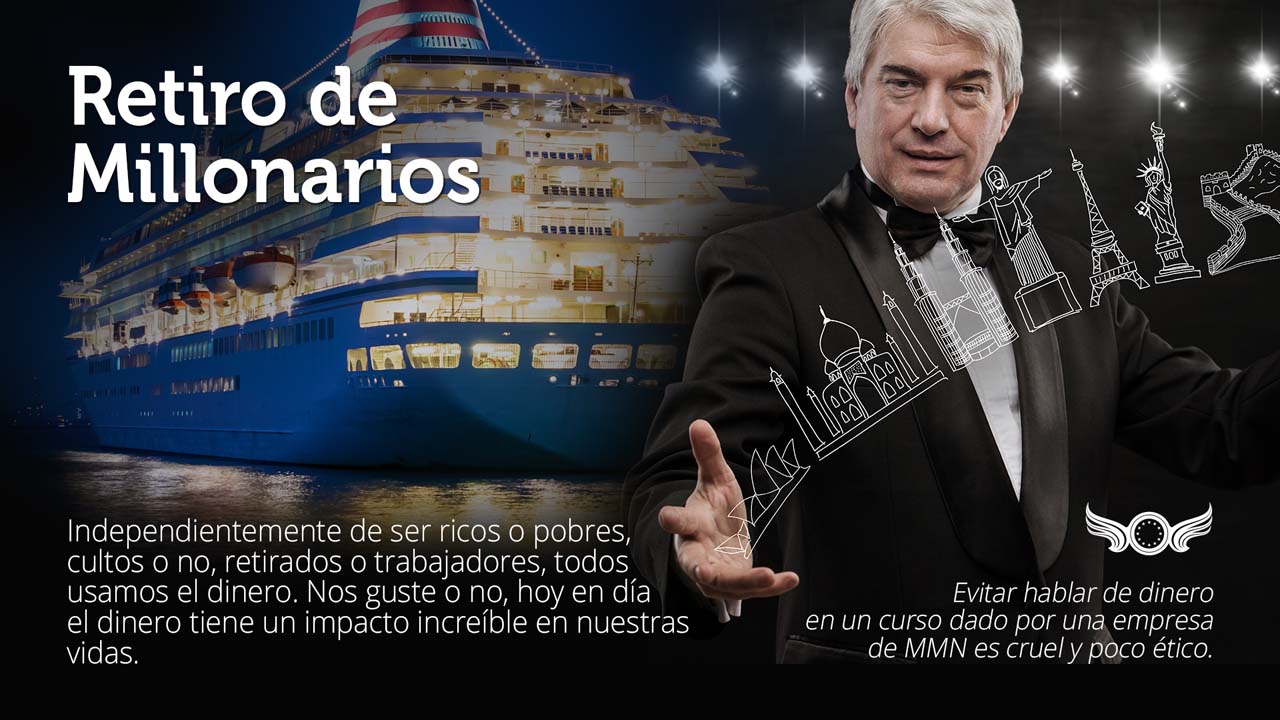 Retiro de
Millonarios
Independientemente de ser ricos o pobres,
cultos o no, retirados o trabajadores, todos
usamos el dinero. Nos guste o no, hoy en día
el dinero tiene un impacto increíble en nuestras
vidas.
Evitar hablar de dinero
en un curso dado por una empresa
de MMN es cruel y poco ético.